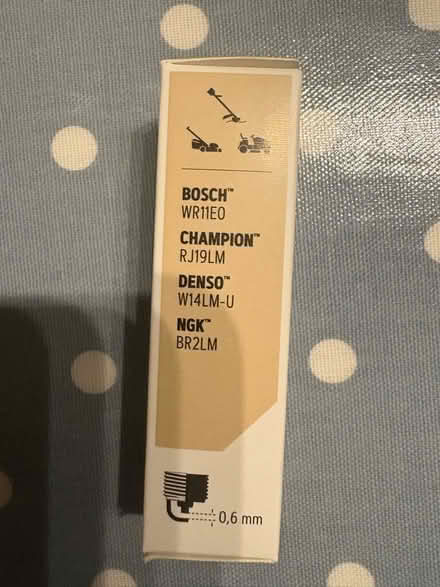 BOSCH™
WR11E0
CHAMPION™
RJ19LM
DENSO™
W14LM-U
NGK™
BR2LM
0,6 mm